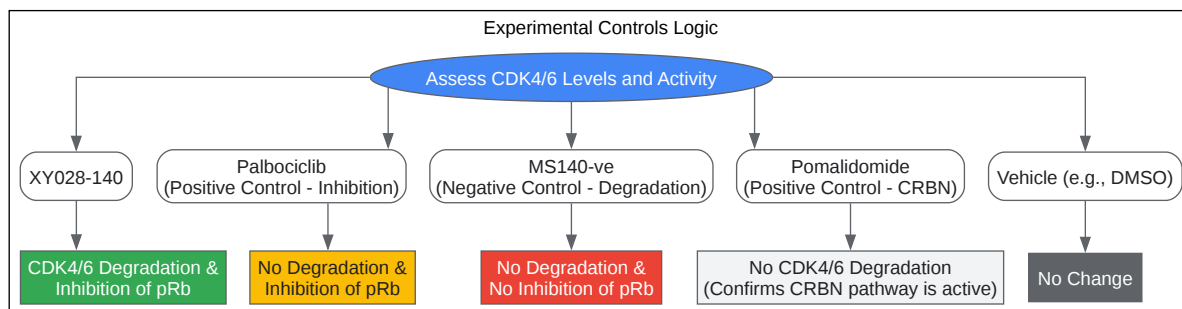 Experimental Controls Logic
Assess CDK4/6 Levels and Activity
XY028-140
Palbociclib
(Positive Control - Inhibition)
MS140-ve
(Negative Control - Degradation)
Pomalidomide
(Positive Control - CRBN)
Vehicle (e.g., DMSO)
CDK4/6 Degradation &
Inhibition of pRb
No Degradation &
Inhibition of pRb
No Degradation &
No Inhibition of pRb
No CDK4/6 Degradation
(Confirms CRBN pathway is active)
No Change